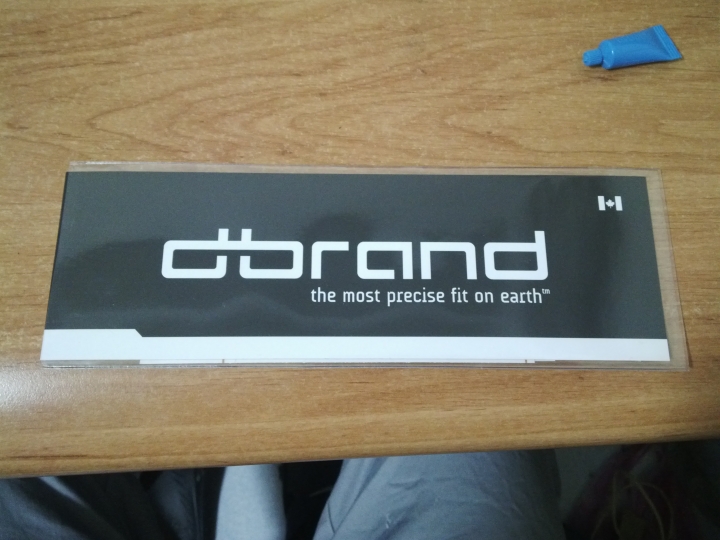 dbrand
the most precise fit on earth™